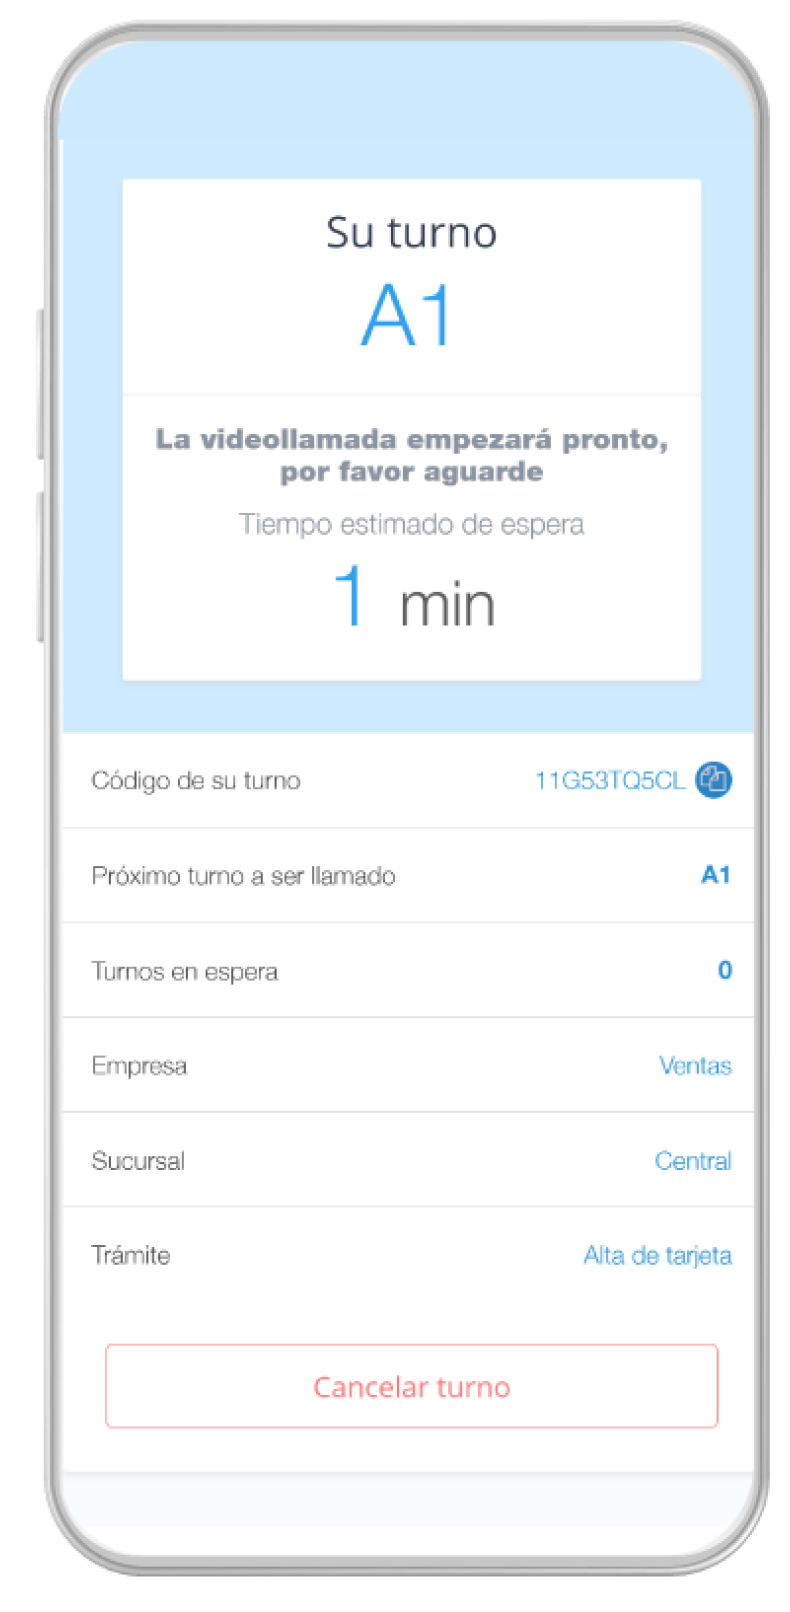 Su turno
A1
La videollamada empezará pronto,
por favor aguarde
Tiempo estimado de espera
1 min
Código de su turno 11G53TQ5CL
Próximo turno a ser llamado A1
Turnos en espera 0
Empresa Ventas
Sucursal Central
Trámite Alta de tarjeta
Cancelar turno